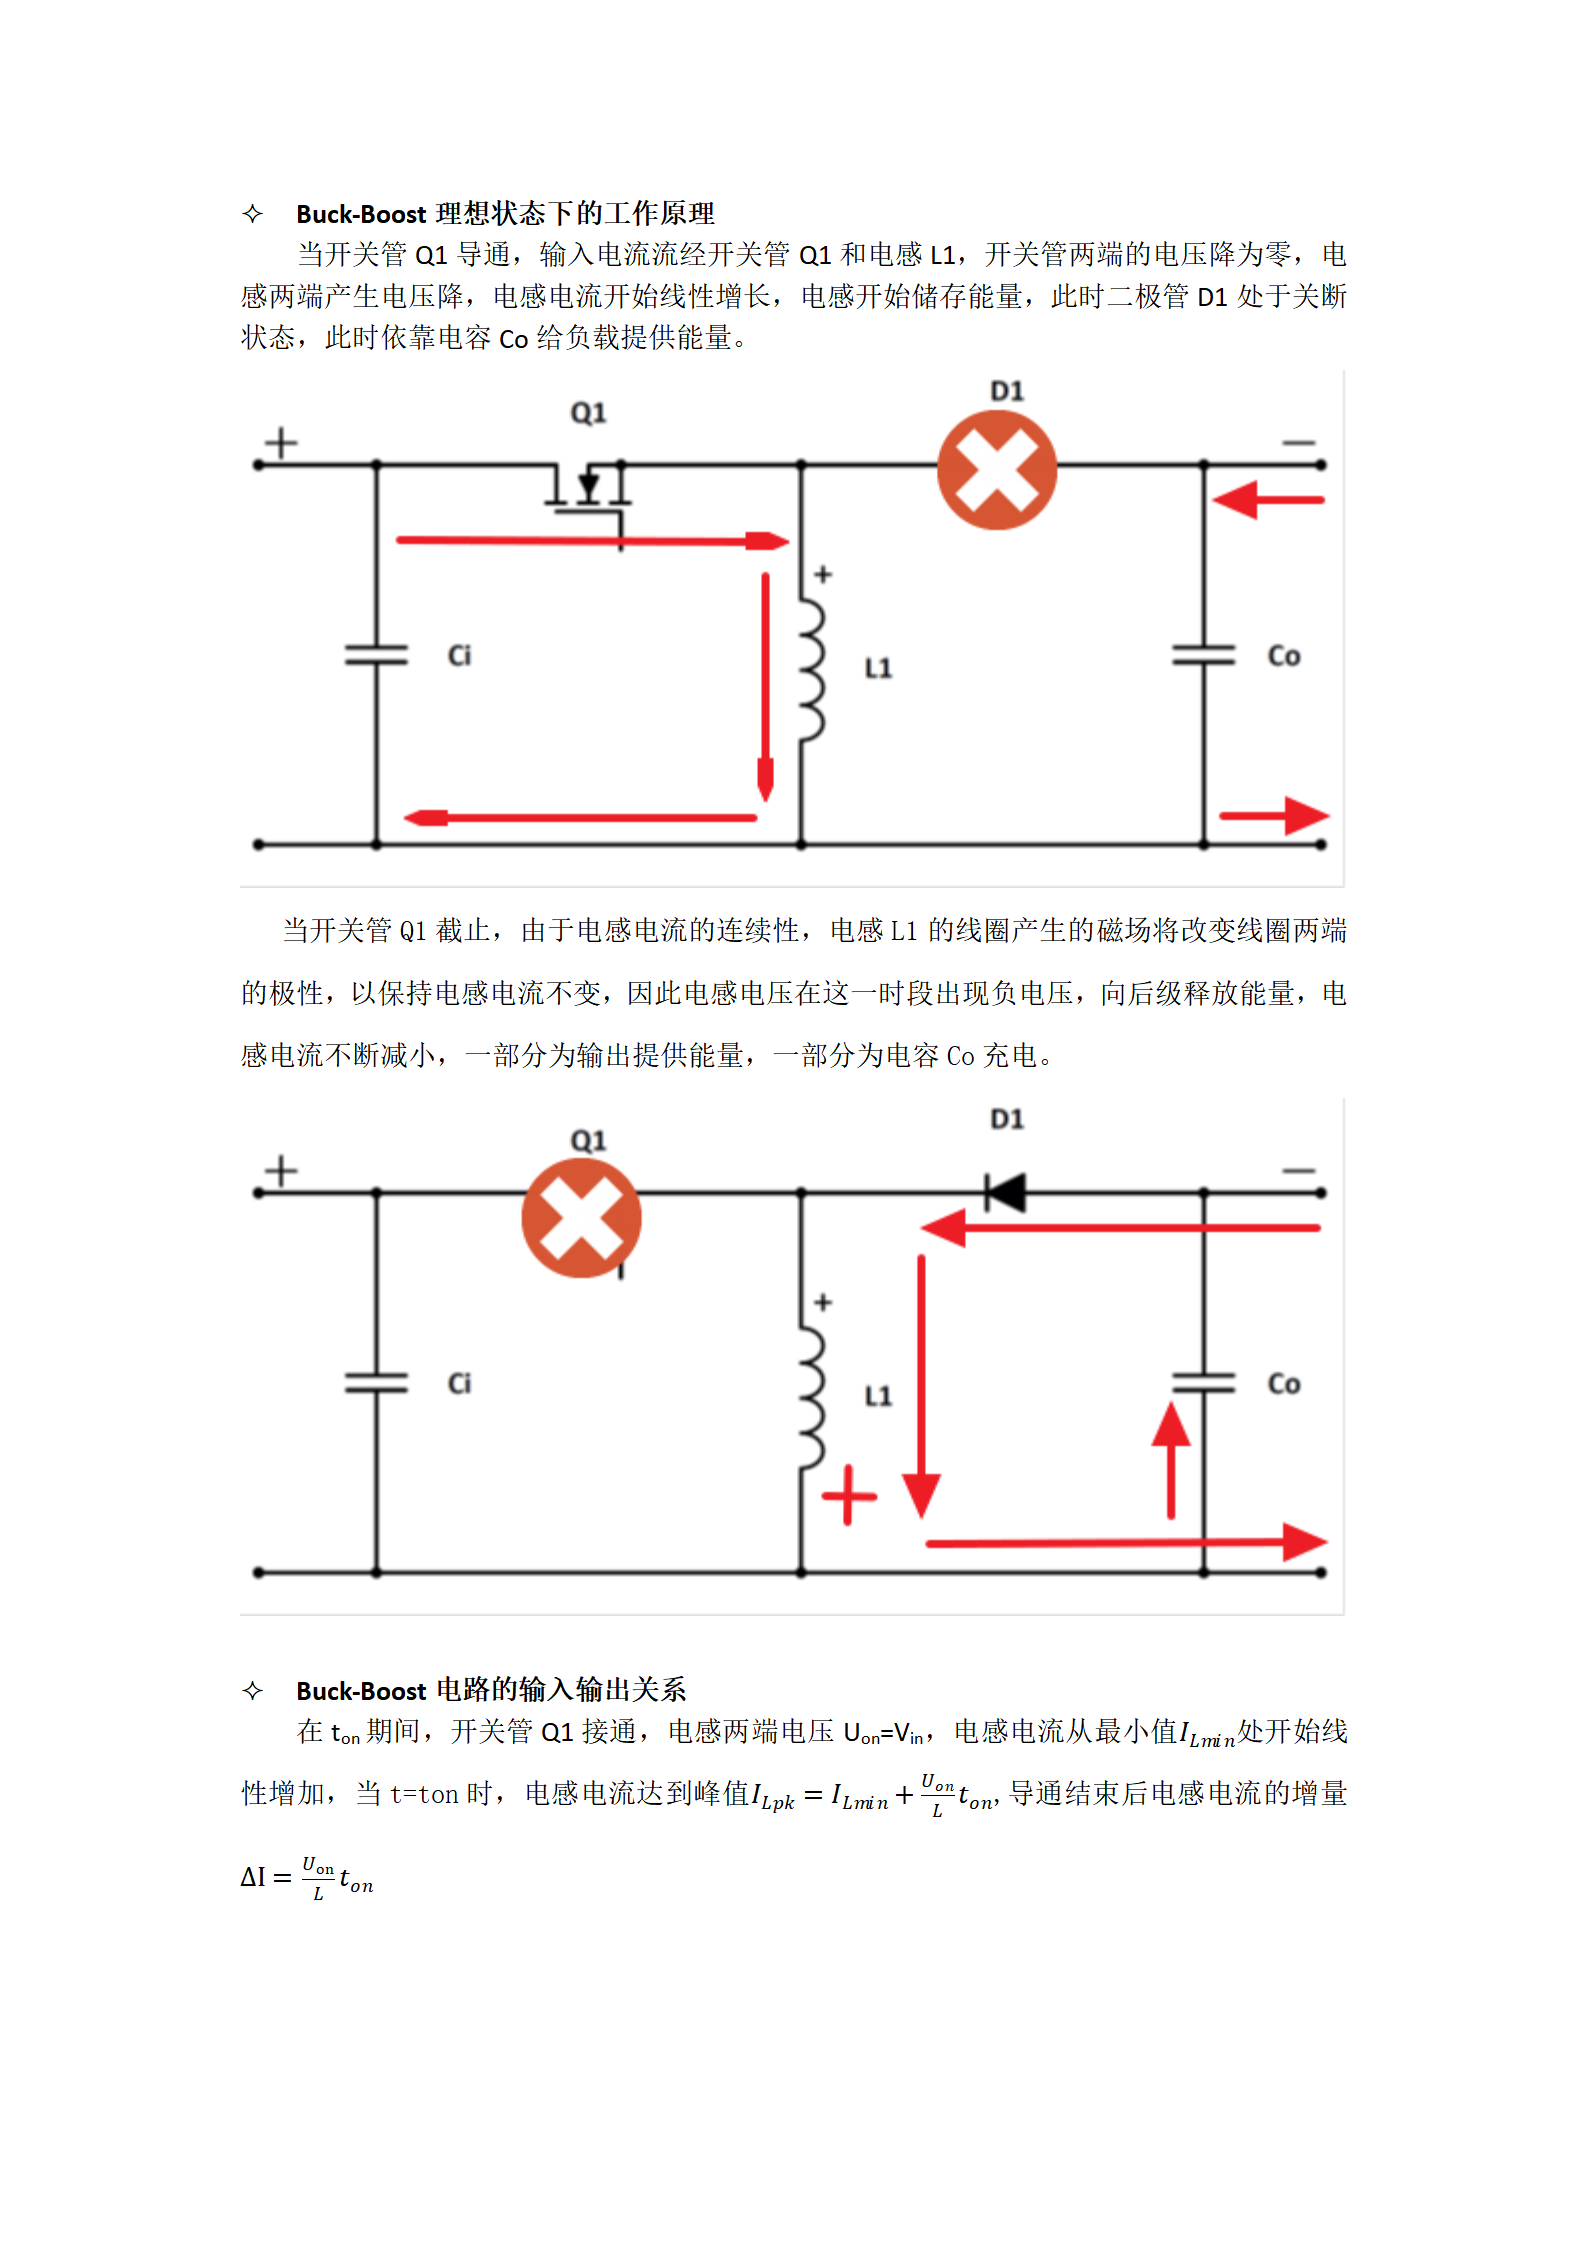 ✧ Buck-Boost 理想状态下的工作原理
当开关管 Q1 导通，输入电流流经开关管 Q1 和电感 L1，开关管两端的电压降为零，电
感两端产生电压降，电感电流开始线性增长，电感开始储存能量，此时二极管 D1 处于关断
状态，此时依靠电容 Co 给负载提供能量。
D1
Q1
+
—
+
Ci
L1
Co
当开关管 Q1 截止，由于电感电流的连续性，电感 L1 的线圈产生的磁场将改变线圈两端
的极性，以保持电感电流不变，因此电感电压在这一时段出现负电压，向后级释放能量，电
感电流不断减小，一部分为输出提供能量，一部分为电容 Co 充电。
D1
Q1
+
—
+
Ci
L1
Co
+
✧ Buck-Boost 电路的输入输出关系
在 tₒₙ 期间，开关管 Q1 接通，电感两端电压 Uₒₙ=Vᵢₙ，电感电流从最小值$I_{Lmin}$处开始线
性增加，当 t=ton 时，电感电流达到峰值$I_{Lpk} = I_{Lmin} + \frac{U_{on}}{L} t_{on}$,导通结束后电感电流的增量
$\Delta I = \frac{U_{on}}{L} t_{on}$